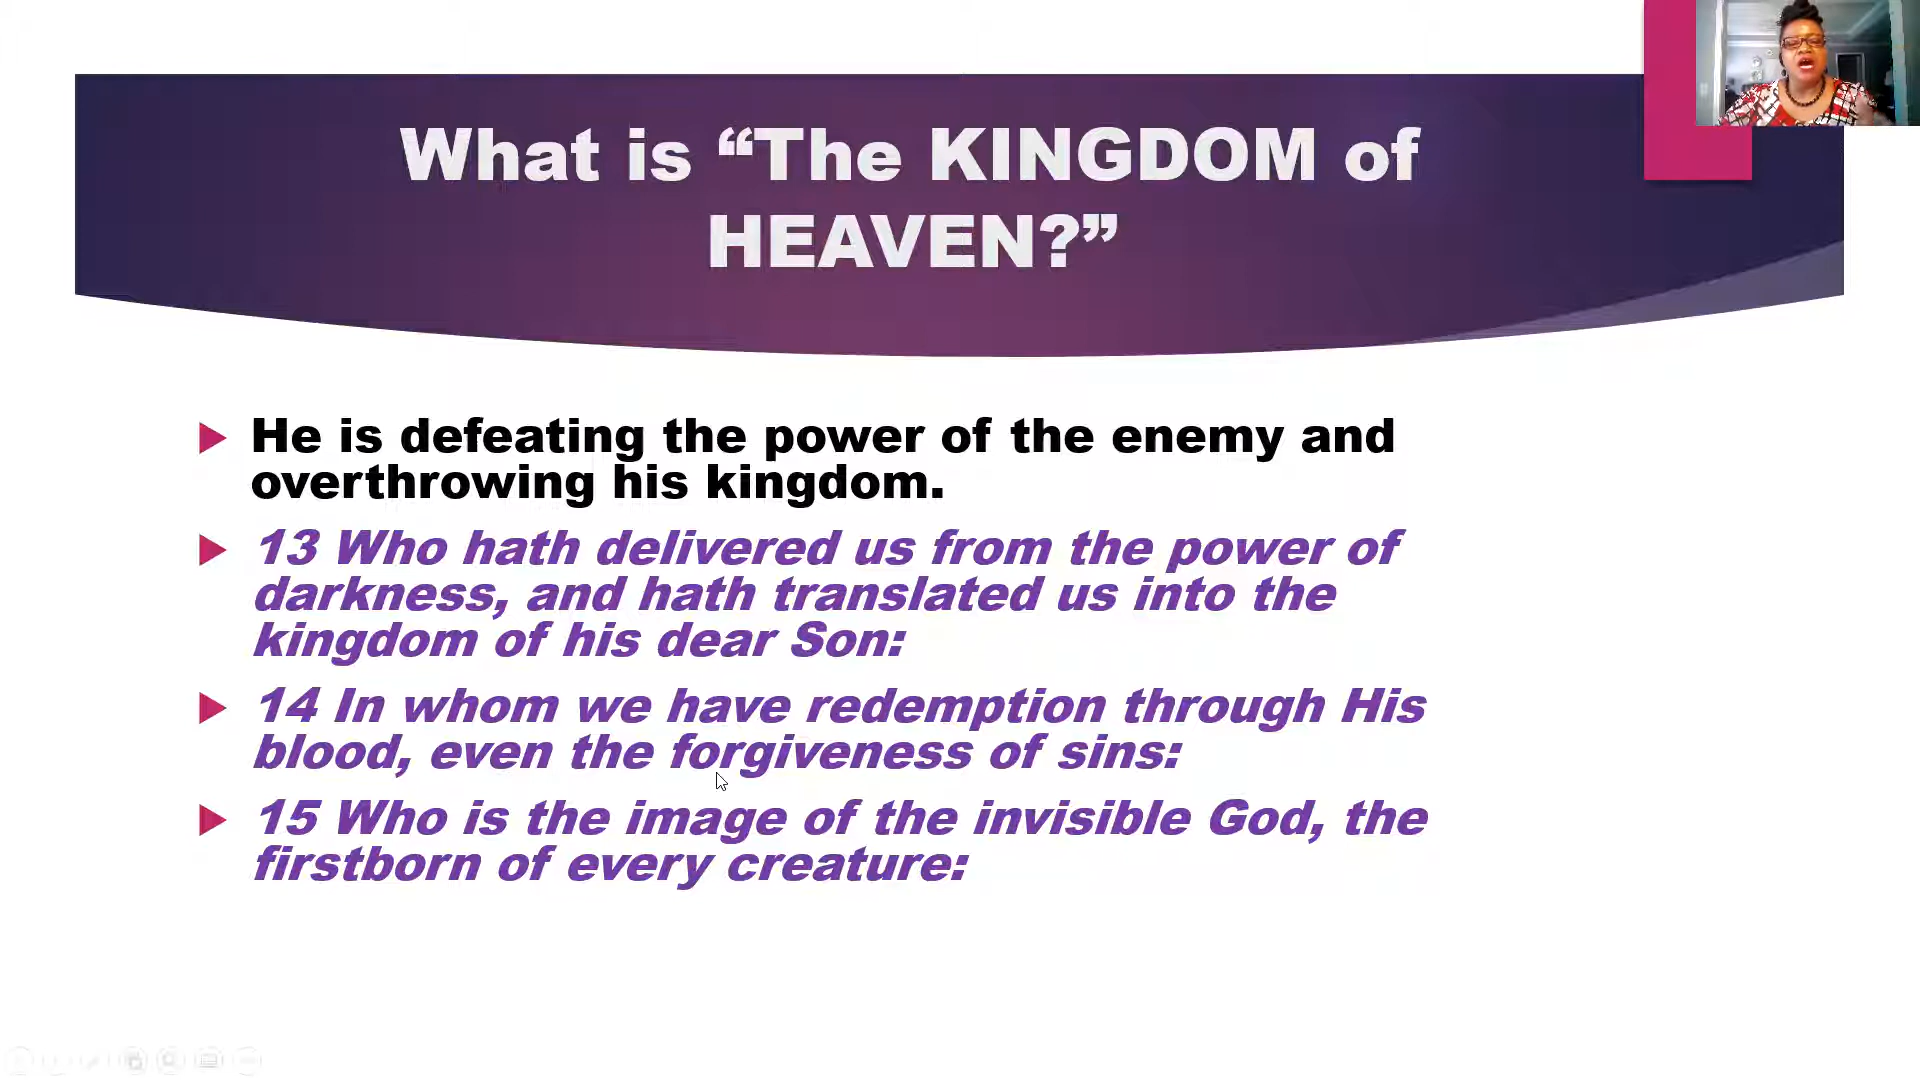 What is “The KINGDOM of
HEAVEN?”
He is defeating the power of the enemy and
overthrowing his kingdom.
13 Who hath delivered us from the power of
darkness, and hath translated us into the
kingdom of his dear Son:
14 In whom we have redemption through His
blood, even the forgiveness of sins:
15 Who is the image of the invisible God, the
firstborn of every creature: